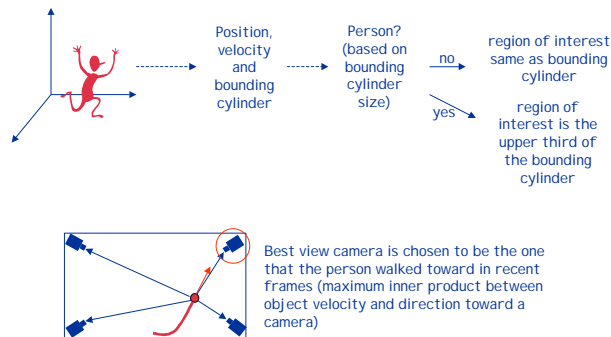 Position,
velocity
and
bounding
cylinder
Person?
(based on
bounding
cylinder
size)
no
yes
region of interest
same as bounding
cylinder
region of
interest is the
upper third of
the bounding
cylinder
Best view camera is chosen to be the one
that the person walked toward in recent
frames (maximum inner product between
object velocity and direction toward a
camera)